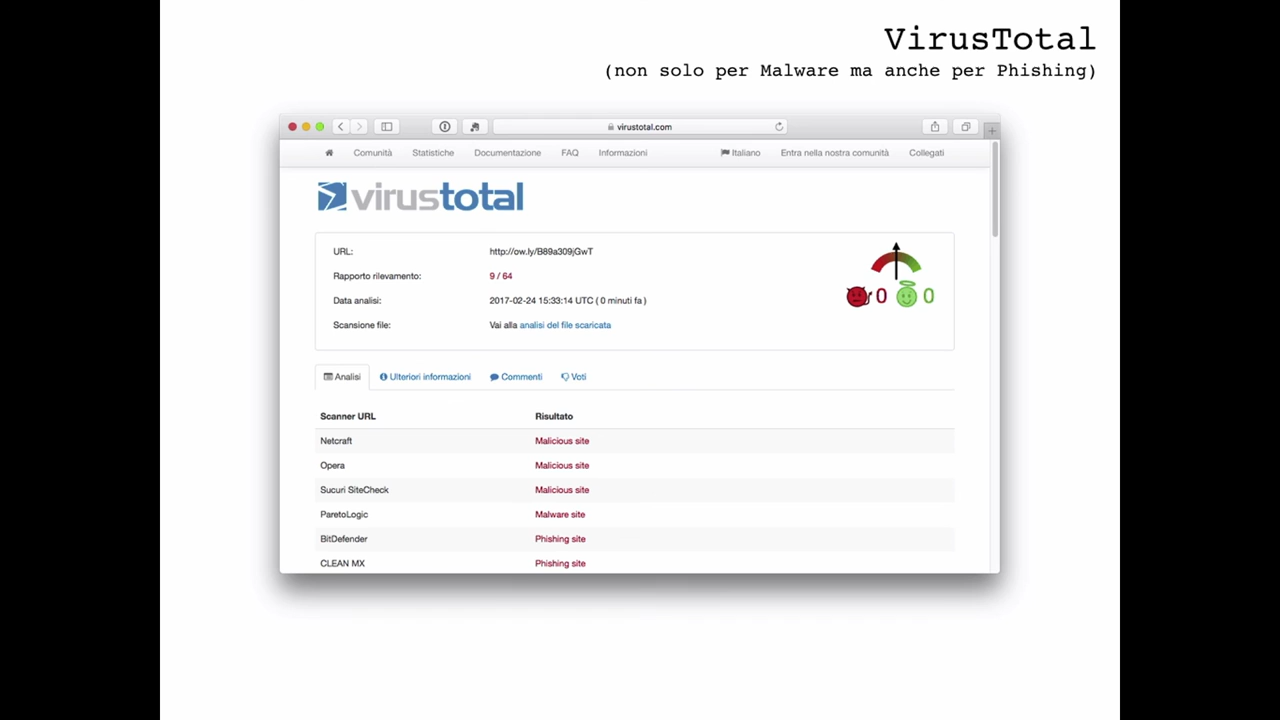 VirusTotal
(non solo per Malware ma anche per Phishing)
virustotal.com
Comunità Statistiche Documentazione FAQ Informazioni Italiano Entra nella nostra comunità Collegati
virustotal
URL: http://ow.ly/B89a309jGwT
Rapporto rilevamento: 9 / 64
Data analisi: 2017-02-24 15:33:14 UTC ( 0 minuti fa )
0 0
Scansione file: Vai alla analisi del file scaricata
Analisi Ulteriori informazioni Commenti Voti
Scanner URL Risultato
Netcraft Malicious site
Opera Malicious site
Sucuri SiteCheck Malicious site
ParetoLogic Malware site
BitDefender Phishing site
CLEAN MX Phishing site